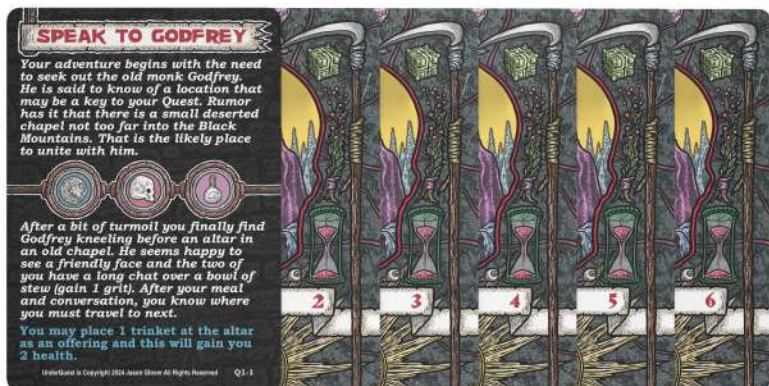 SPEAK TO GODFREY
Your adventure begins with the need
to seek out the old monk Godfrey.
He is said to know of a location that
may be a key to your Quest. Rumor
has it that there is a small deserted
chapel not too far into the Black
Mountains. That is the likely place
to unite with him.
After a bit of turmoil you finally find
Godfrey kneeling before an altar in
an old chapel. He seems happy to
see a friendly face and the two of
you have a long chat over a bowl of
stew (gain 1 grit). After your meal
and conversation, you know where
you must travel to next.
You may place 1 trinket at the altar
as an offering and this will gain you
2 health.
UnderQuest is Copyright 2024 Jason Glover All Rights Reserved Q1-1
2 3 4 5 6